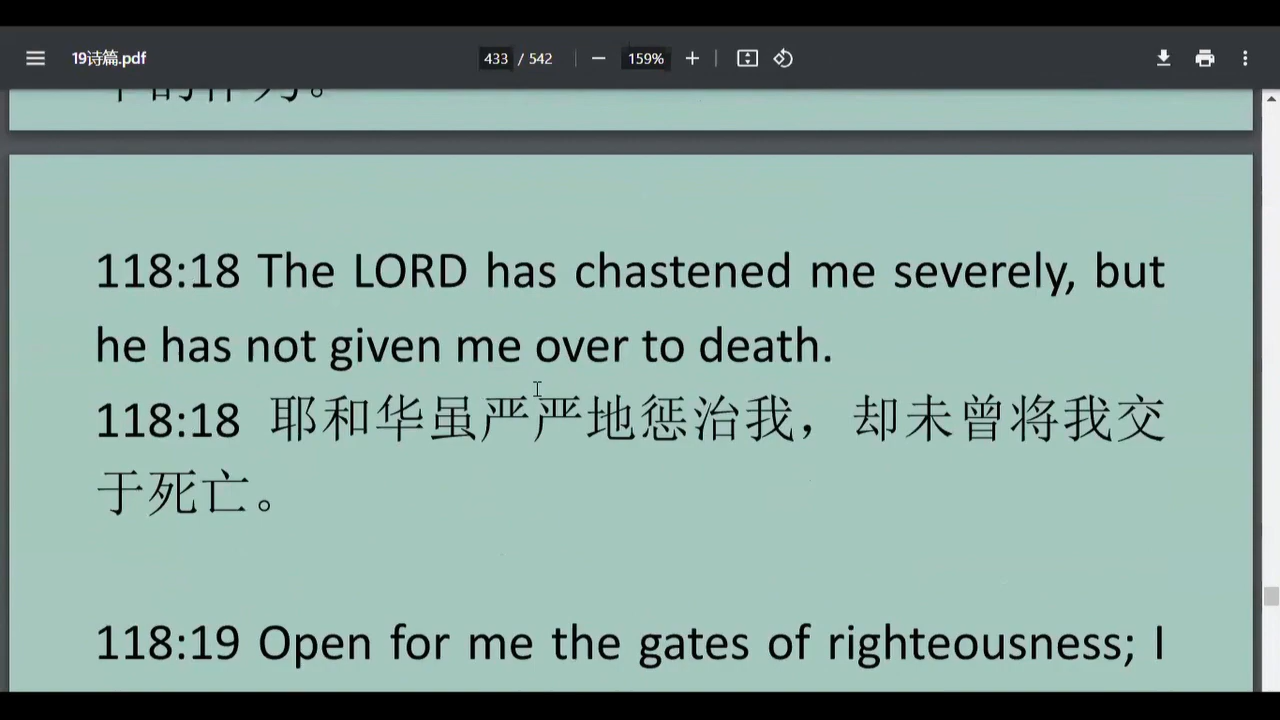 19诗篇.pdf
433 / 542
159%
118:18 The LORD has chastened me severely, but
he has not given me over to death.
118:18 耶和华虽严严地惩治我，却未曾将我交
于死亡。
118:19 Open for me the gates of righteousness; I